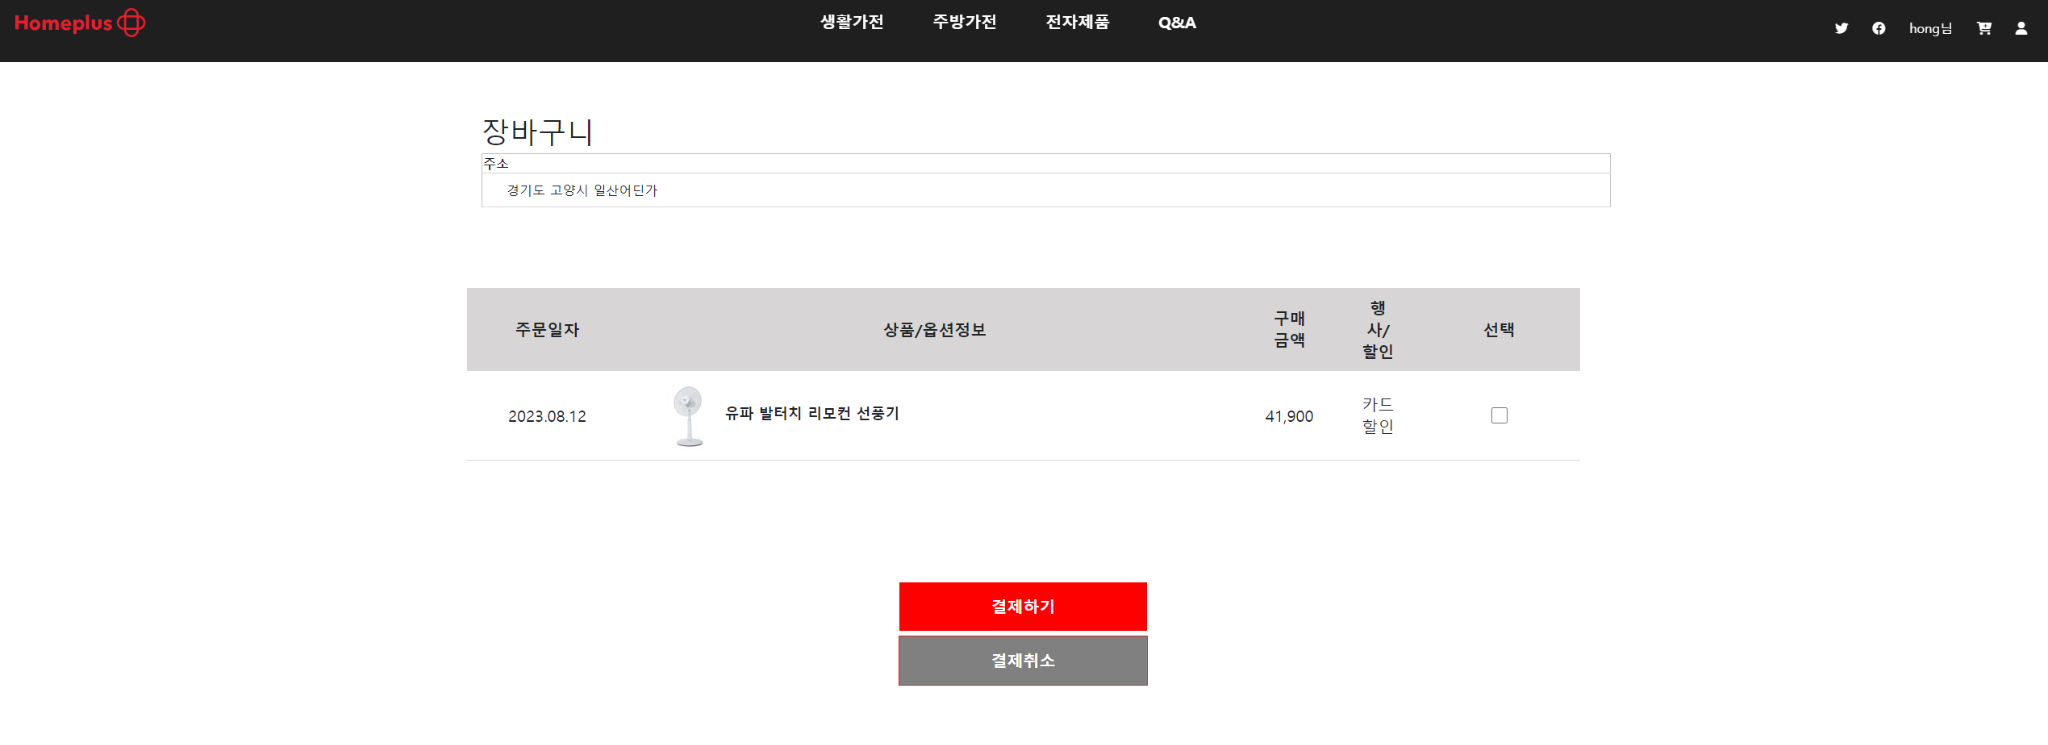 Homeplus
생활가전 주방가전 전자제품 Q&A
hong님
장바구니
주소
경기도 고양시 일산어딘가
주문일자 상품/옵션정보 구매 금액 행사/할인 선택
2023.08.12 유파 발터치 리모컨 선풍기 41,900 카드 할인
결제하기
결제취소